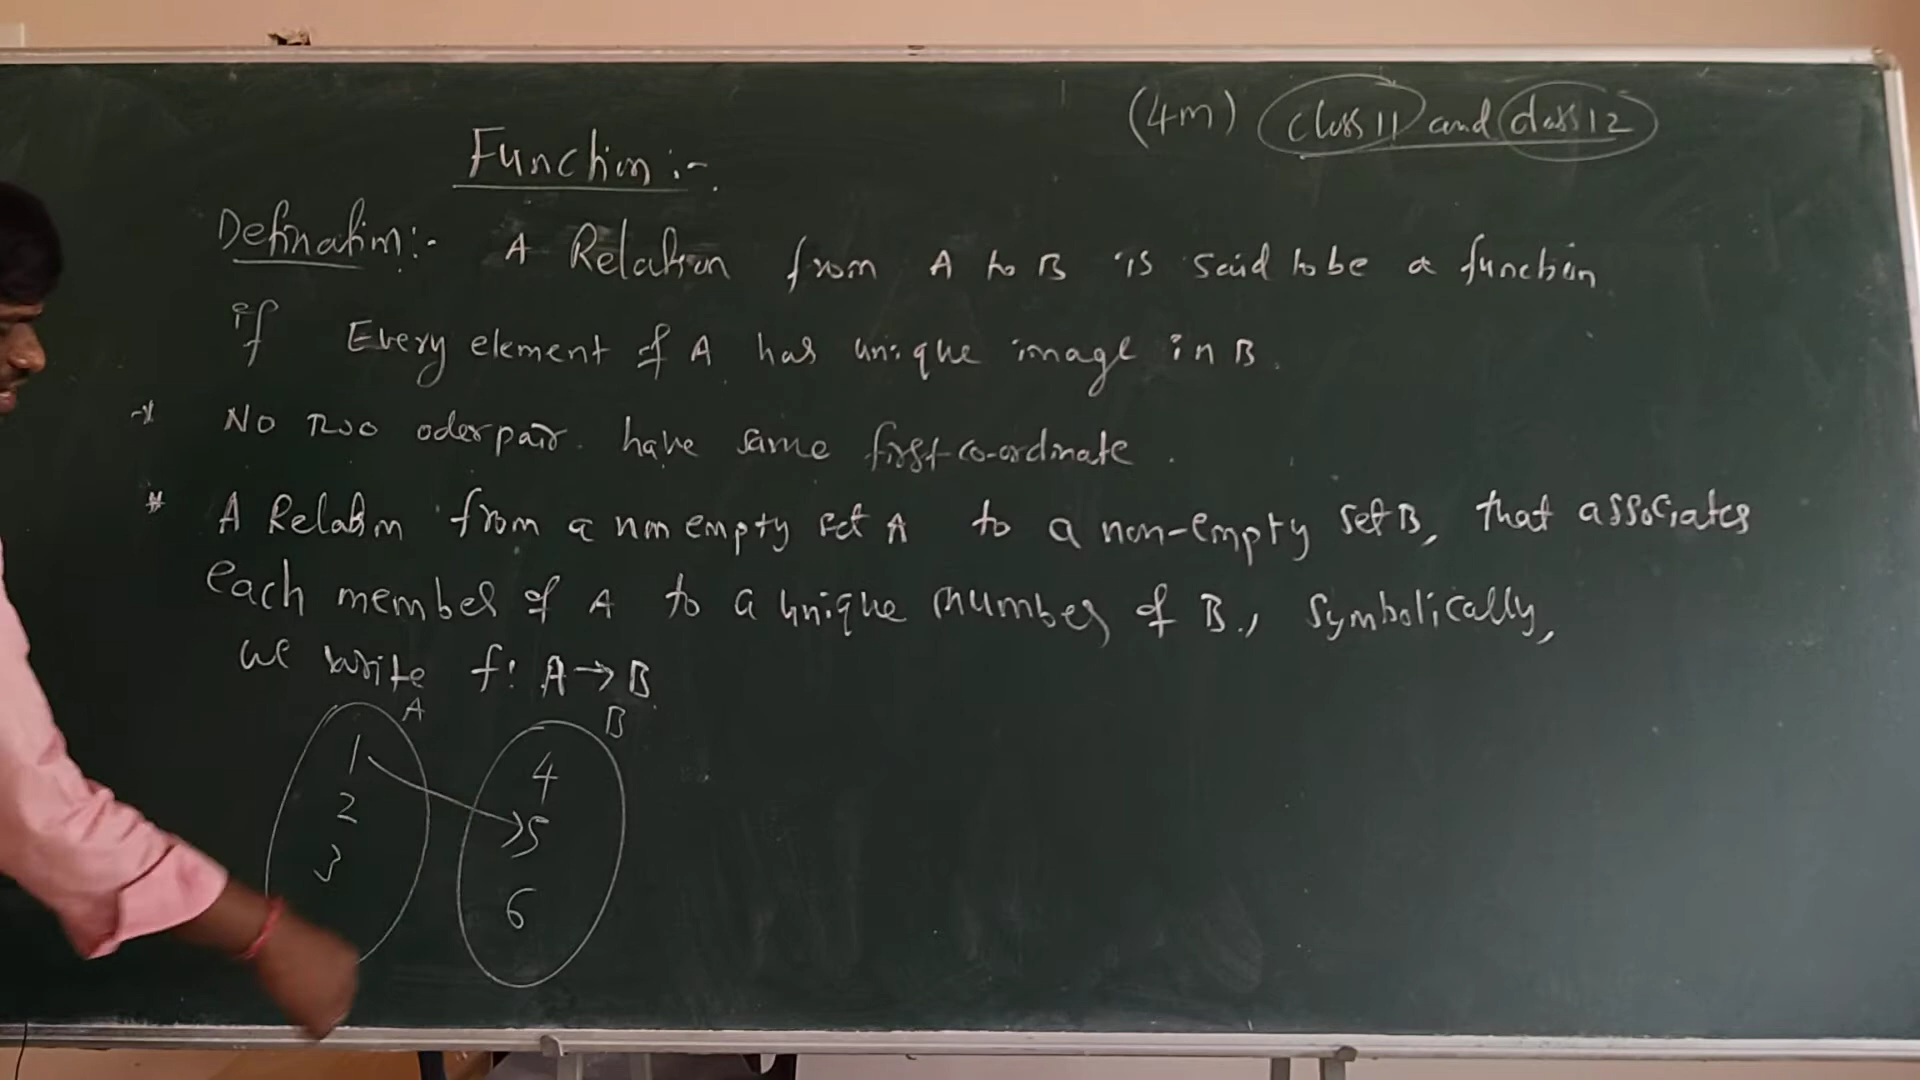 (4m) class 11 and class 12
Function :-
Defination:- A Relation from A to B is said to be a function
if Every element of A has unique image in B.
* No Two oder pair. have same first co-ordinate.
* A Relation from a non empty set A to a non-empty set B, that associates
each member of A to a unique number of B., Symbolically,
we write f: A→B
A B
1 4
2 5
3 6